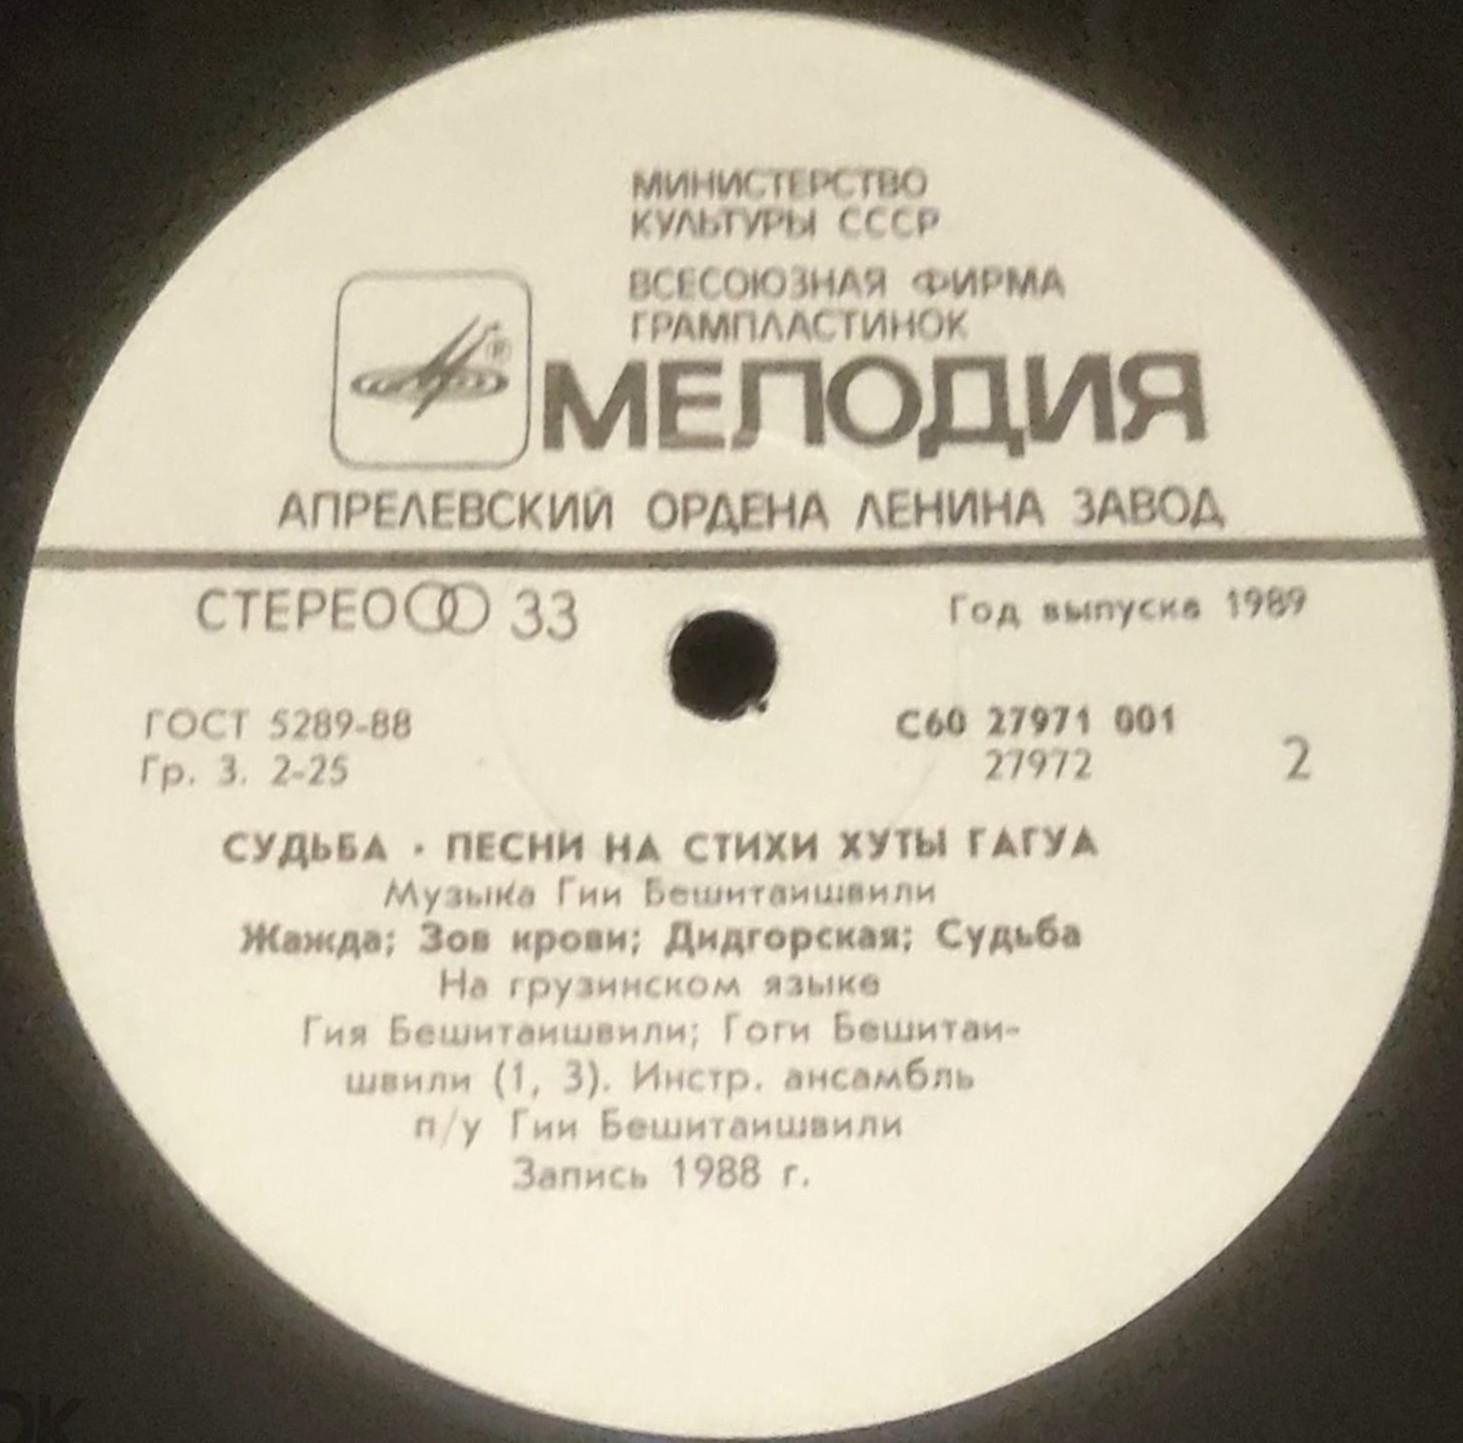 МИНИСТЕРСТВО
КУЛЬТУРЫ СССР
ВСЕСОЮЗНАЯ ФИРМА
ГРАМПЛАСТИНОК
МЕЛОДИЯ
АПРЕЛЕВСКИЙ ОРДЕНА ЛЕНИНА ЗАВОД
СТЕРЕО 33
Год выпуска 1989
ГОСТ 5289-88
Гр. 3. 2-25
С60 27971 001
27972
2
СУДЬБА · ПЕСНИ НА СТИХИ ХУТЫ ГАГУА
Музыка Гии Бешитаишвили
Жажда; Зов крови; Дидгорская; Судьба
На грузинском языке
Гия Бешитаишвили; Гоги Бешитаи-
швили (1, 3). Инстр. ансамбль
п/у Гии Бешитаишвили
Запись 1988 г.